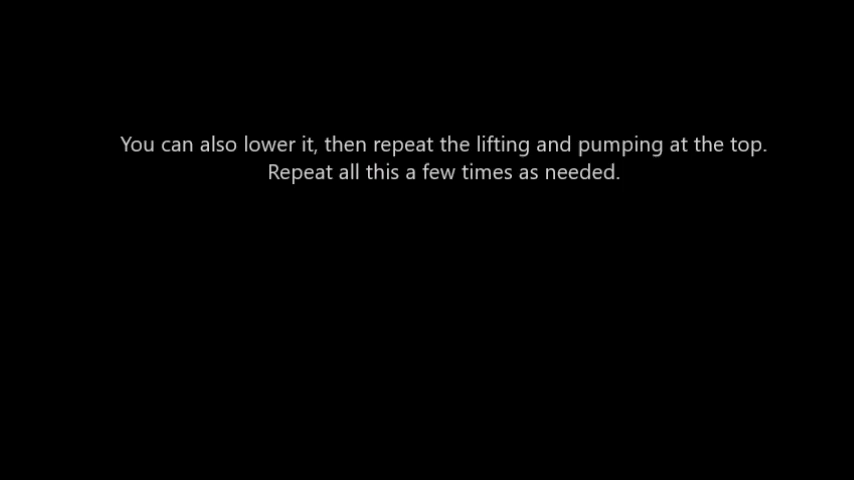 You can also lower it, then repeat the lifting and pumping at the top.
Repeat all this a few times as needed.